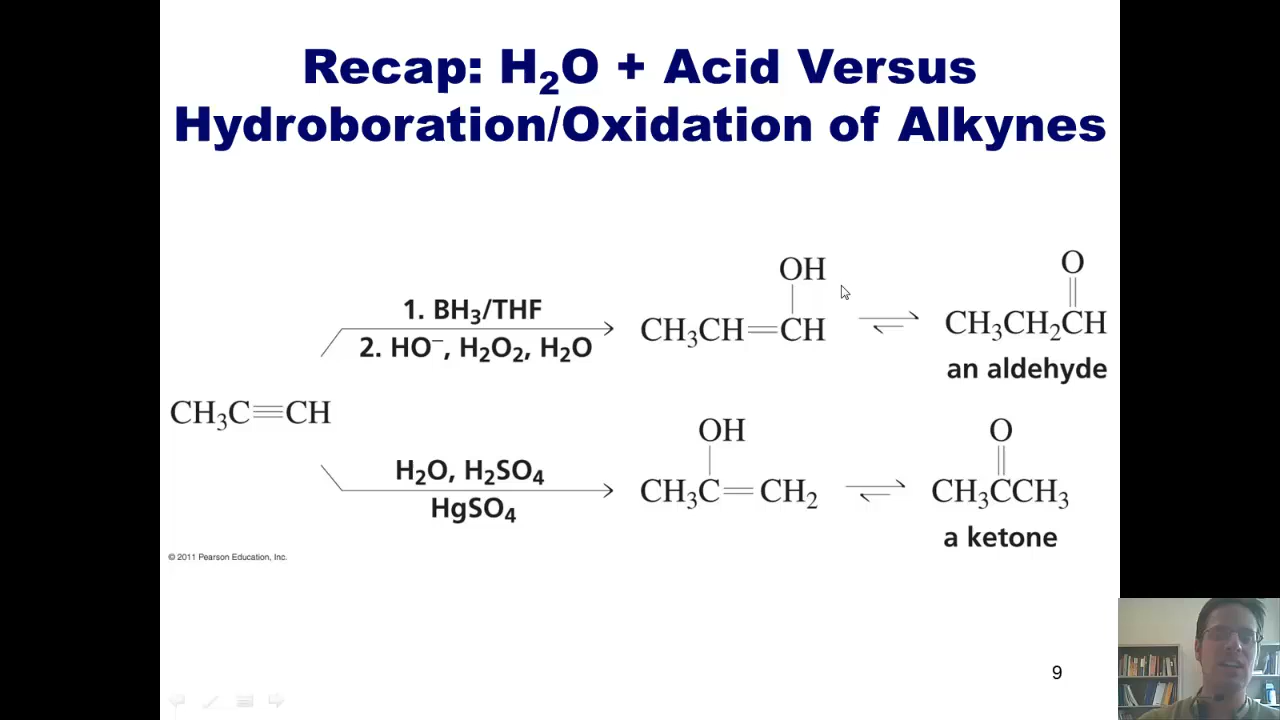 Recap: H₂O + Acid Versus
Hydroboration/Oxidation of Alkynes
1. BH₃/THF
2. HO⁻, H₂O₂, H₂O
OH
CH₃CH=CH
O
CH₃CH₂CH
an aldehyde
CH₃C≡CH
H₂O, H₂SO₄
HgSO₄
OH
CH₃C=CH₂
O
CH₃CCH₃
a ketone
© 2011 Pearson Education, Inc.
9